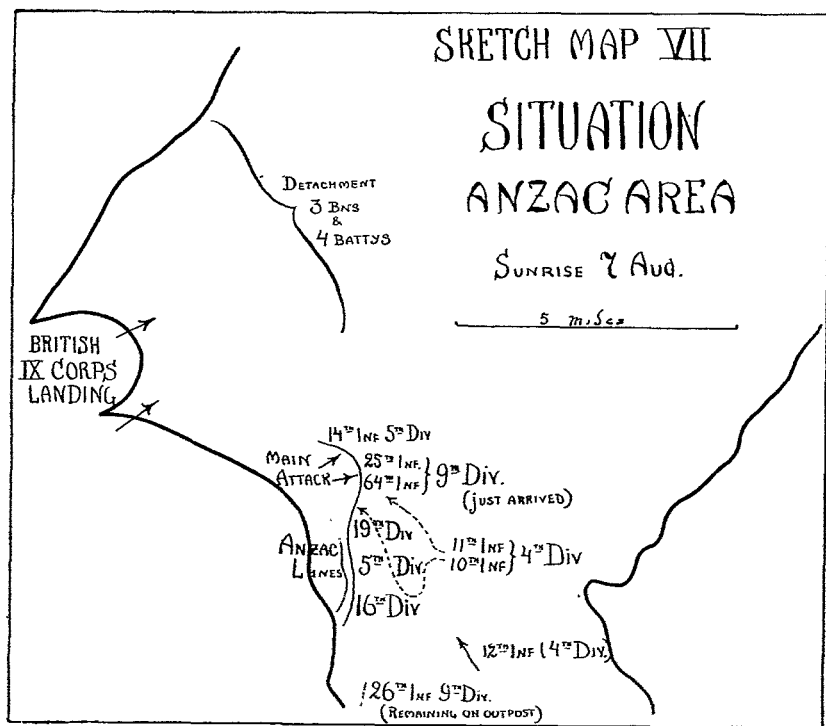 SKETCH MAP VII
SITUATION
ANZAC AREA
SUNRISE 7 AUG.
5 miles
DETACHMENT
3 BNS
&
4 BATTYS
BRITISH
IX CORPS
LANDING
14TH INF 5TH DIV
MAIN
ATTACK
25TH INF.
64TH INF
9TH DIV.
(JUST ARRIVED)
19TH DIV
ANZAC
LINES
5TH DIV.
16TH DIV
11TH INF
10TH INF
4TH DIV
12TH INF (4TH DIV.)
26TH INF 9TH DIV.
(REMAINING ON OUTPOST)